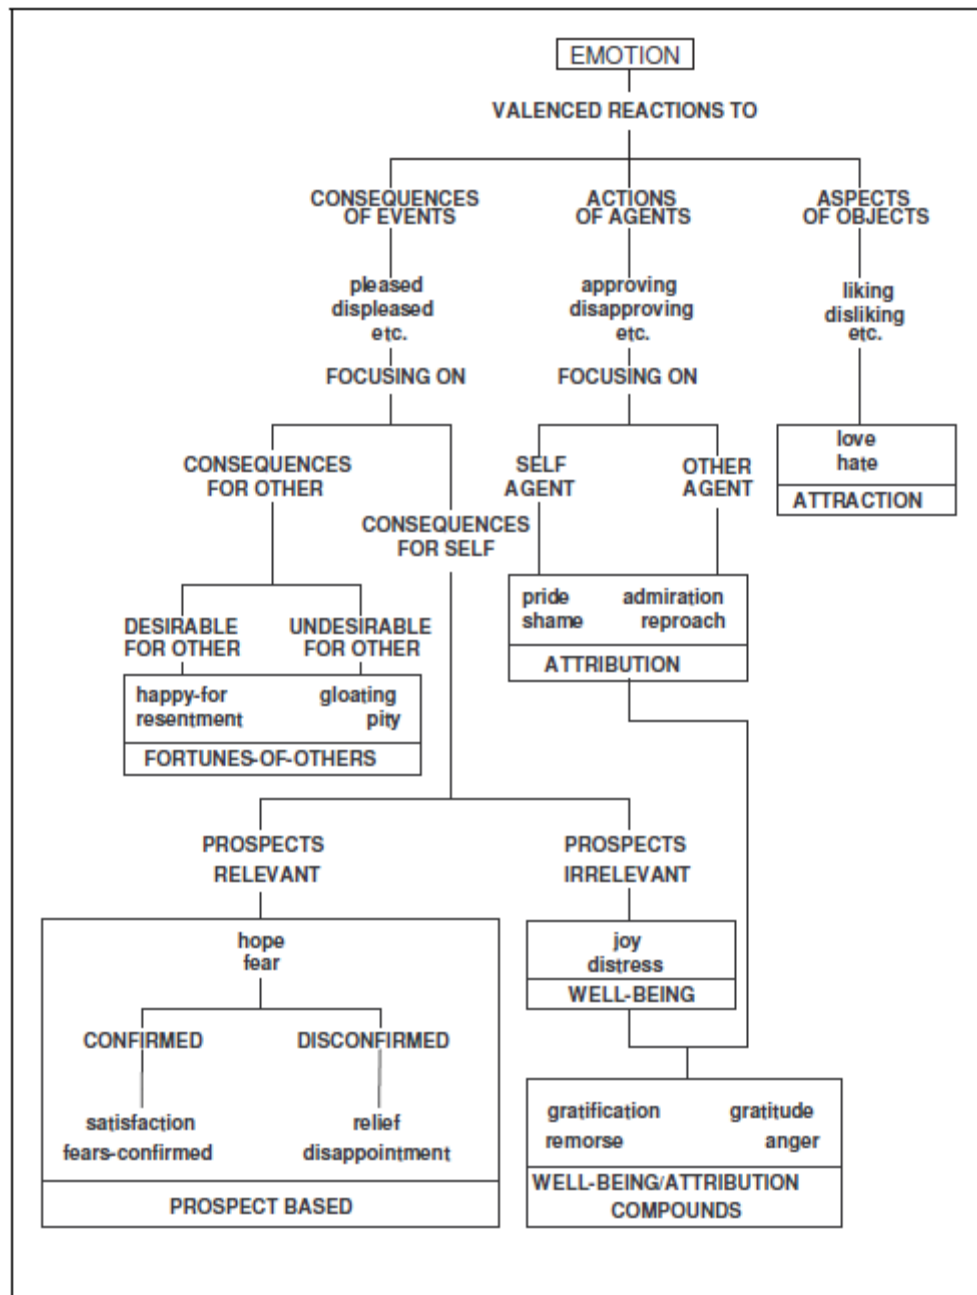 EMOTION
VALENCED REACTIONS TO
CONSEQUENCES
OF EVENTS
ACTIONS
OF AGENTS
ASPECTS
OF OBJECTS
pleased
displeased
etc.
approving
disapproving
etc.
liking
disliking
etc.
FOCUSING ON
FOCUSING ON
CONSEQUENCES
FOR OTHER
CONSEQUENCES
FOR SELF
SELF
AGENT
OTHER
AGENT
love
hate
ATTRACTION
DESIRABLE
FOR OTHER
UNDESIRABLE
FOR OTHER
pride admiration
shame reproach
ATTRIBUTION
happy-for gloating
resentment pity
FORTUNES-OF-OTHERS
PROSPECTS
RELEVANT
PROSPECTS
IRRELEVANT
hope
fear
joy
distress
WELL-BEING
CONFIRMED
DISCONFIRMED
satisfaction
fears-confirmed
relief
disappointment
PROSPECT BASED
gratification gratitude
remorse anger
WELL-BEING/ATTRIBUTION
COMPOUNDS